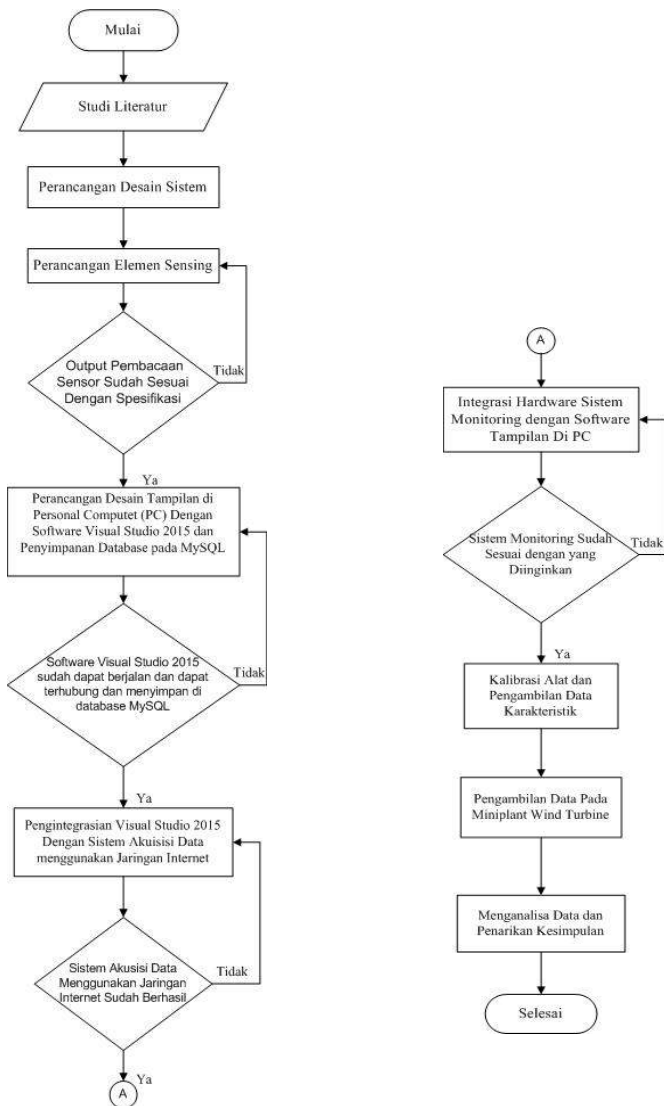 Mulai
Studi Literatur
Perancangan Desain Sistem
Perancangan Elemen Sensing
Output Pembacaan
Sensor Sudah Sesuai
Dengan Spesifikasi
Tidak
Ya
Perancangan Desain Tampilan di
Personal Computet (PC) Dengan
Software Visual Studio 2015 dan
Penyimpanan Database pada MySQL
Software Visual Studio 2015
sudah dapat berjalan dan dapat
terhubung dan menyimpan di
database MySQL
Tidak
Ya
Pengintegrasian Visual Studio 2015
Dengan Sistem Akuisisi Data
menggunakan Jaringan Internet
Sistem Akusisi Data
Menggunakan Jaringan
Internet Sudah Berhasil
Tidak
Ya
A
A
Integrasi Hardware Sistem
Monitoring dengan Software
Tampilan Di PC
Sistem Monitoring Sudah
Sesuai dengan yang
Diinginkan
Tidak
Ya
Kalibrasi Alat dan
Pengambilan Data
Karakteristik
Pengambilan Data Pada
Miniplant Wind Turbine
Menganalisa Data dan
Penarikan Kesimpulan
Selesai